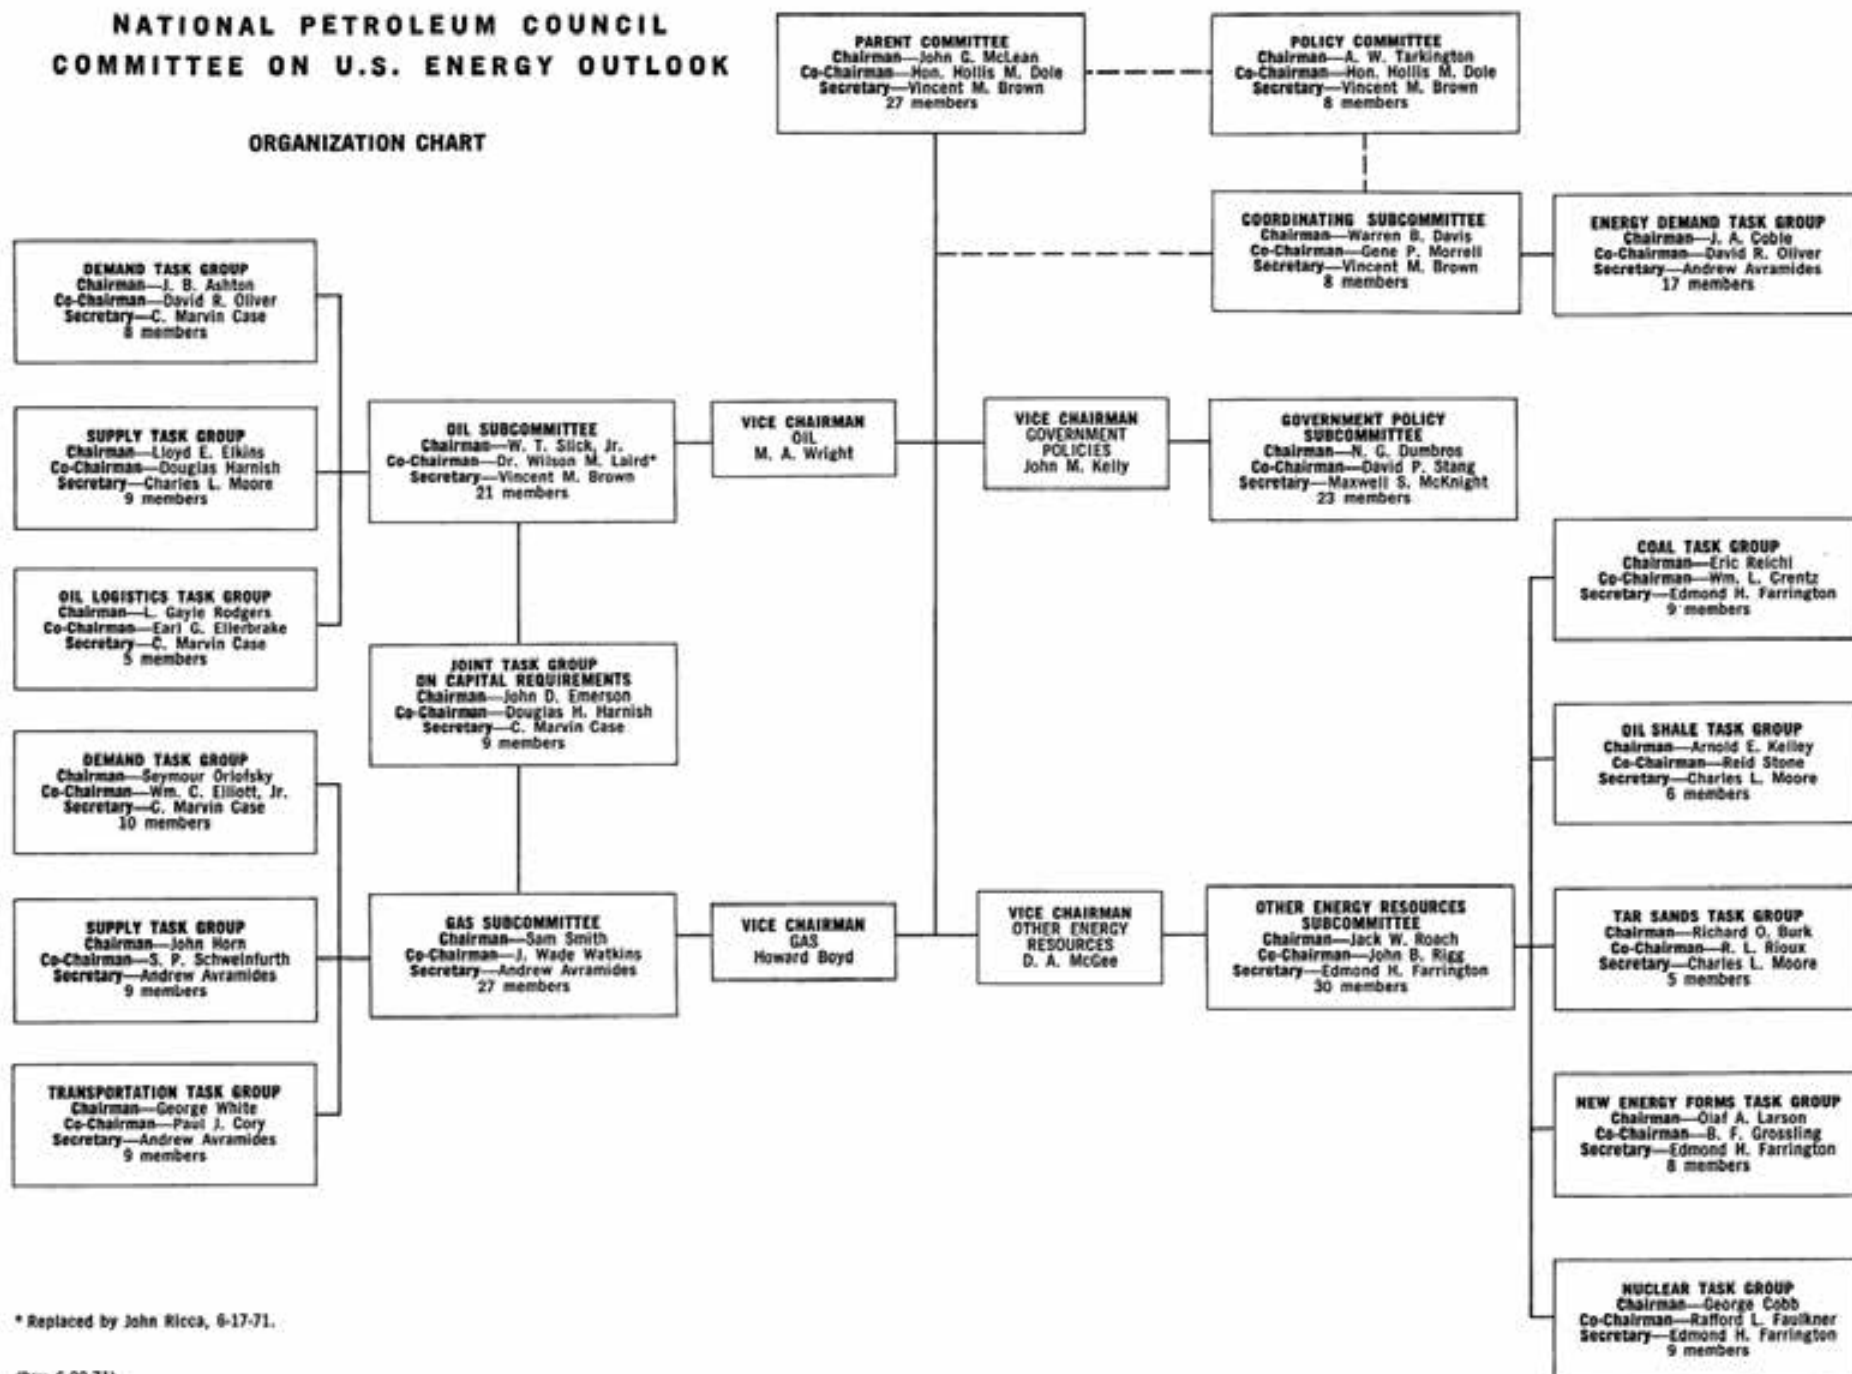 NATIONAL PETROLEUM COUNCIL
COMMITTEE ON U.S. ENERGY OUTLOOK
ORGANIZATION CHART
PARENT COMMITTEE
Chairman—John G. McLean
Co-Chairman—Hon. Hollis M. Dole
Secretary—Vincent M. Brown
27 members
POLICY COMMITTEE
Chairman—A. W. Tarkington
Co-Chairman—Hon. Hollis M. Dole
Secretary—Vincent M. Brown
8 members
COORDINATING SUBCOMMITTEE
Chairman—Warren B. Davis
Co-Chairman—Gene P. Morrell
Secretary—Vincent M. Brown
8 members
ENERGY DEMAND TASK GROUP
Chairman—J. A. Coble
Co-Chairman—David R. Oliver
Secretary—Andrew Avramides
17 members
DEMAND TASK GROUP
Chairman—J. B. Ashton
Co-Chairman—David R. Oliver
Secretary—C. Marvin Case
8 members
SUPPLY TASK GROUP
Chairman—Lloyd E. Elkins
Co-Chairman—Douglas Harnish
Secretary—Charles L. Moore
9 members
OIL LOGISTICS TASK GROUP
Chairman—L. Gayle Rodgers
Co-Chairman—Earl G. Ellerbrake
Secretary—C. Marvin Case
5 members
OIL SUBCOMMITTEE
Chairman—W. T. Slick, Jr.
Co-Chairman—Dr. Wilson M. Laird*
Secretary—Vincent M. Brown
21 members
VICE CHAIRMAN
OIL
M. A. Wright
VICE CHAIRMAN
GOVERNMENT
POLICIES
John M. Kelly
GOVERNMENT POLICY
SUBCOMMITTEE
Chairman—N. G. Dumbros
Co-Chairman—David P. Stang
Secretary—Maxwell S. McKnight
23 members
JOINT TASK GROUP
ON CAPITAL REQUIREMENTS
Chairman—John D. Emerson
Co-Chairman—Douglas H. Harnish
Secretary—C. Marvin Case
9 members
DEMAND TASK GROUP
Chairman—Seymour Orlofsky
Co-Chairman—Wm. C. Elliott, Jr.
Secretary—C. Marvin Case
10 members
SUPPLY TASK GROUP
Chairman—John Horn
Co-Chairman—S. P. Schweinfurth
Secretary—Andrew Avramides
9 members
TRANSPORTATION TASK GROUP
Chairman—George White
Co-Chairman—Paul J. Cory
Secretary—Andrew Avramides
9 members
GAS SUBCOMMITTEE
Chairman—Sam Smith
Co-Chairman—J. Wade Watkins
Secretary—Andrew Avramides
27 members
VICE CHAIRMAN
GAS
Howard Boyd
VICE CHAIRMAN
OTHER ENERGY
RESOURCES
D. A. McGee
OTHER ENERGY RESOURCES
SUBCOMMITTEE
Chairman—Jack W. Roach
Co-Chairman—John B. Rigg
Secretary—Edmond H. Farrington
30 members
COAL TASK GROUP
Chairman—Eric Reichl
Co-Chairman—Wm. L. Crentz
Secretary—Edmond H. Farrington
9 members
OIL SHALE TASK GROUP
Chairman—Arnold E. Kelley
Co-Chairman—Reid Stone
Secretary—Charles L. Moore
6 members
TAR SANDS TASK GROUP
Chairman—Richard O. Burk
Co-Chairman—R. L. Rioux
Secretary—Charles L. Moore
5 members
NEW ENERGY FORMS TASK GROUP
Chairman—Olaf A. Larson
Co-Chairman—B. F. Grossling
Secretary—Edmond H. Farrington
8 members
NUCLEAR TASK GROUP
Chairman—George Cobb
Co-Chairman—Rafford L. Faulkner
Secretary—Edmond H. Farrington
9 members
* Replaced by John Ricca, 6-17-71.